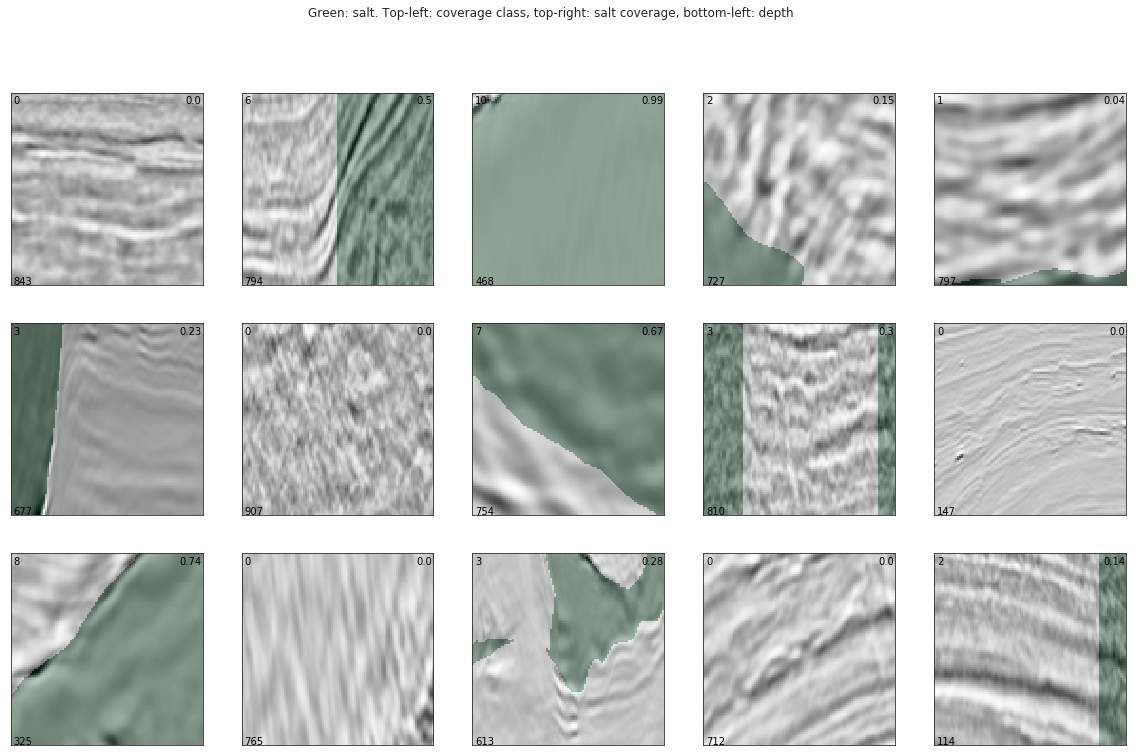 Green: salt. Top-left: coverage class, top-right: salt coverage, bottom-left: depth
0 0.0 6 0.5 10 0.99 2 0.15 1 0.04
843 794 468 727 797
3 0.23 0 0.0 7 0.67 3 0.3 0 0.0
677 907 754 810 147
8 0.74 0 0.0 3 0.28 0 0.0 2 0.14
325 765 613 712 114